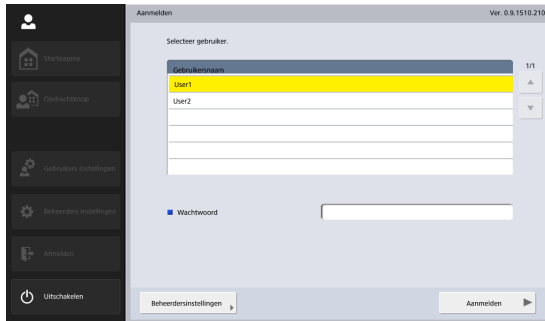 Aanmelden
Ver. 0.9.1510.210
Startpagina
Opdrachtknop
Gebruikers instellingen
Beheerders instellingen
Afmelden
Uitschakelen
Selecteer gebruiker.
Gebruikersnaam
1/1
User1
User2
Wachtwoord
Beheerdersinstellingen
Aanmelden